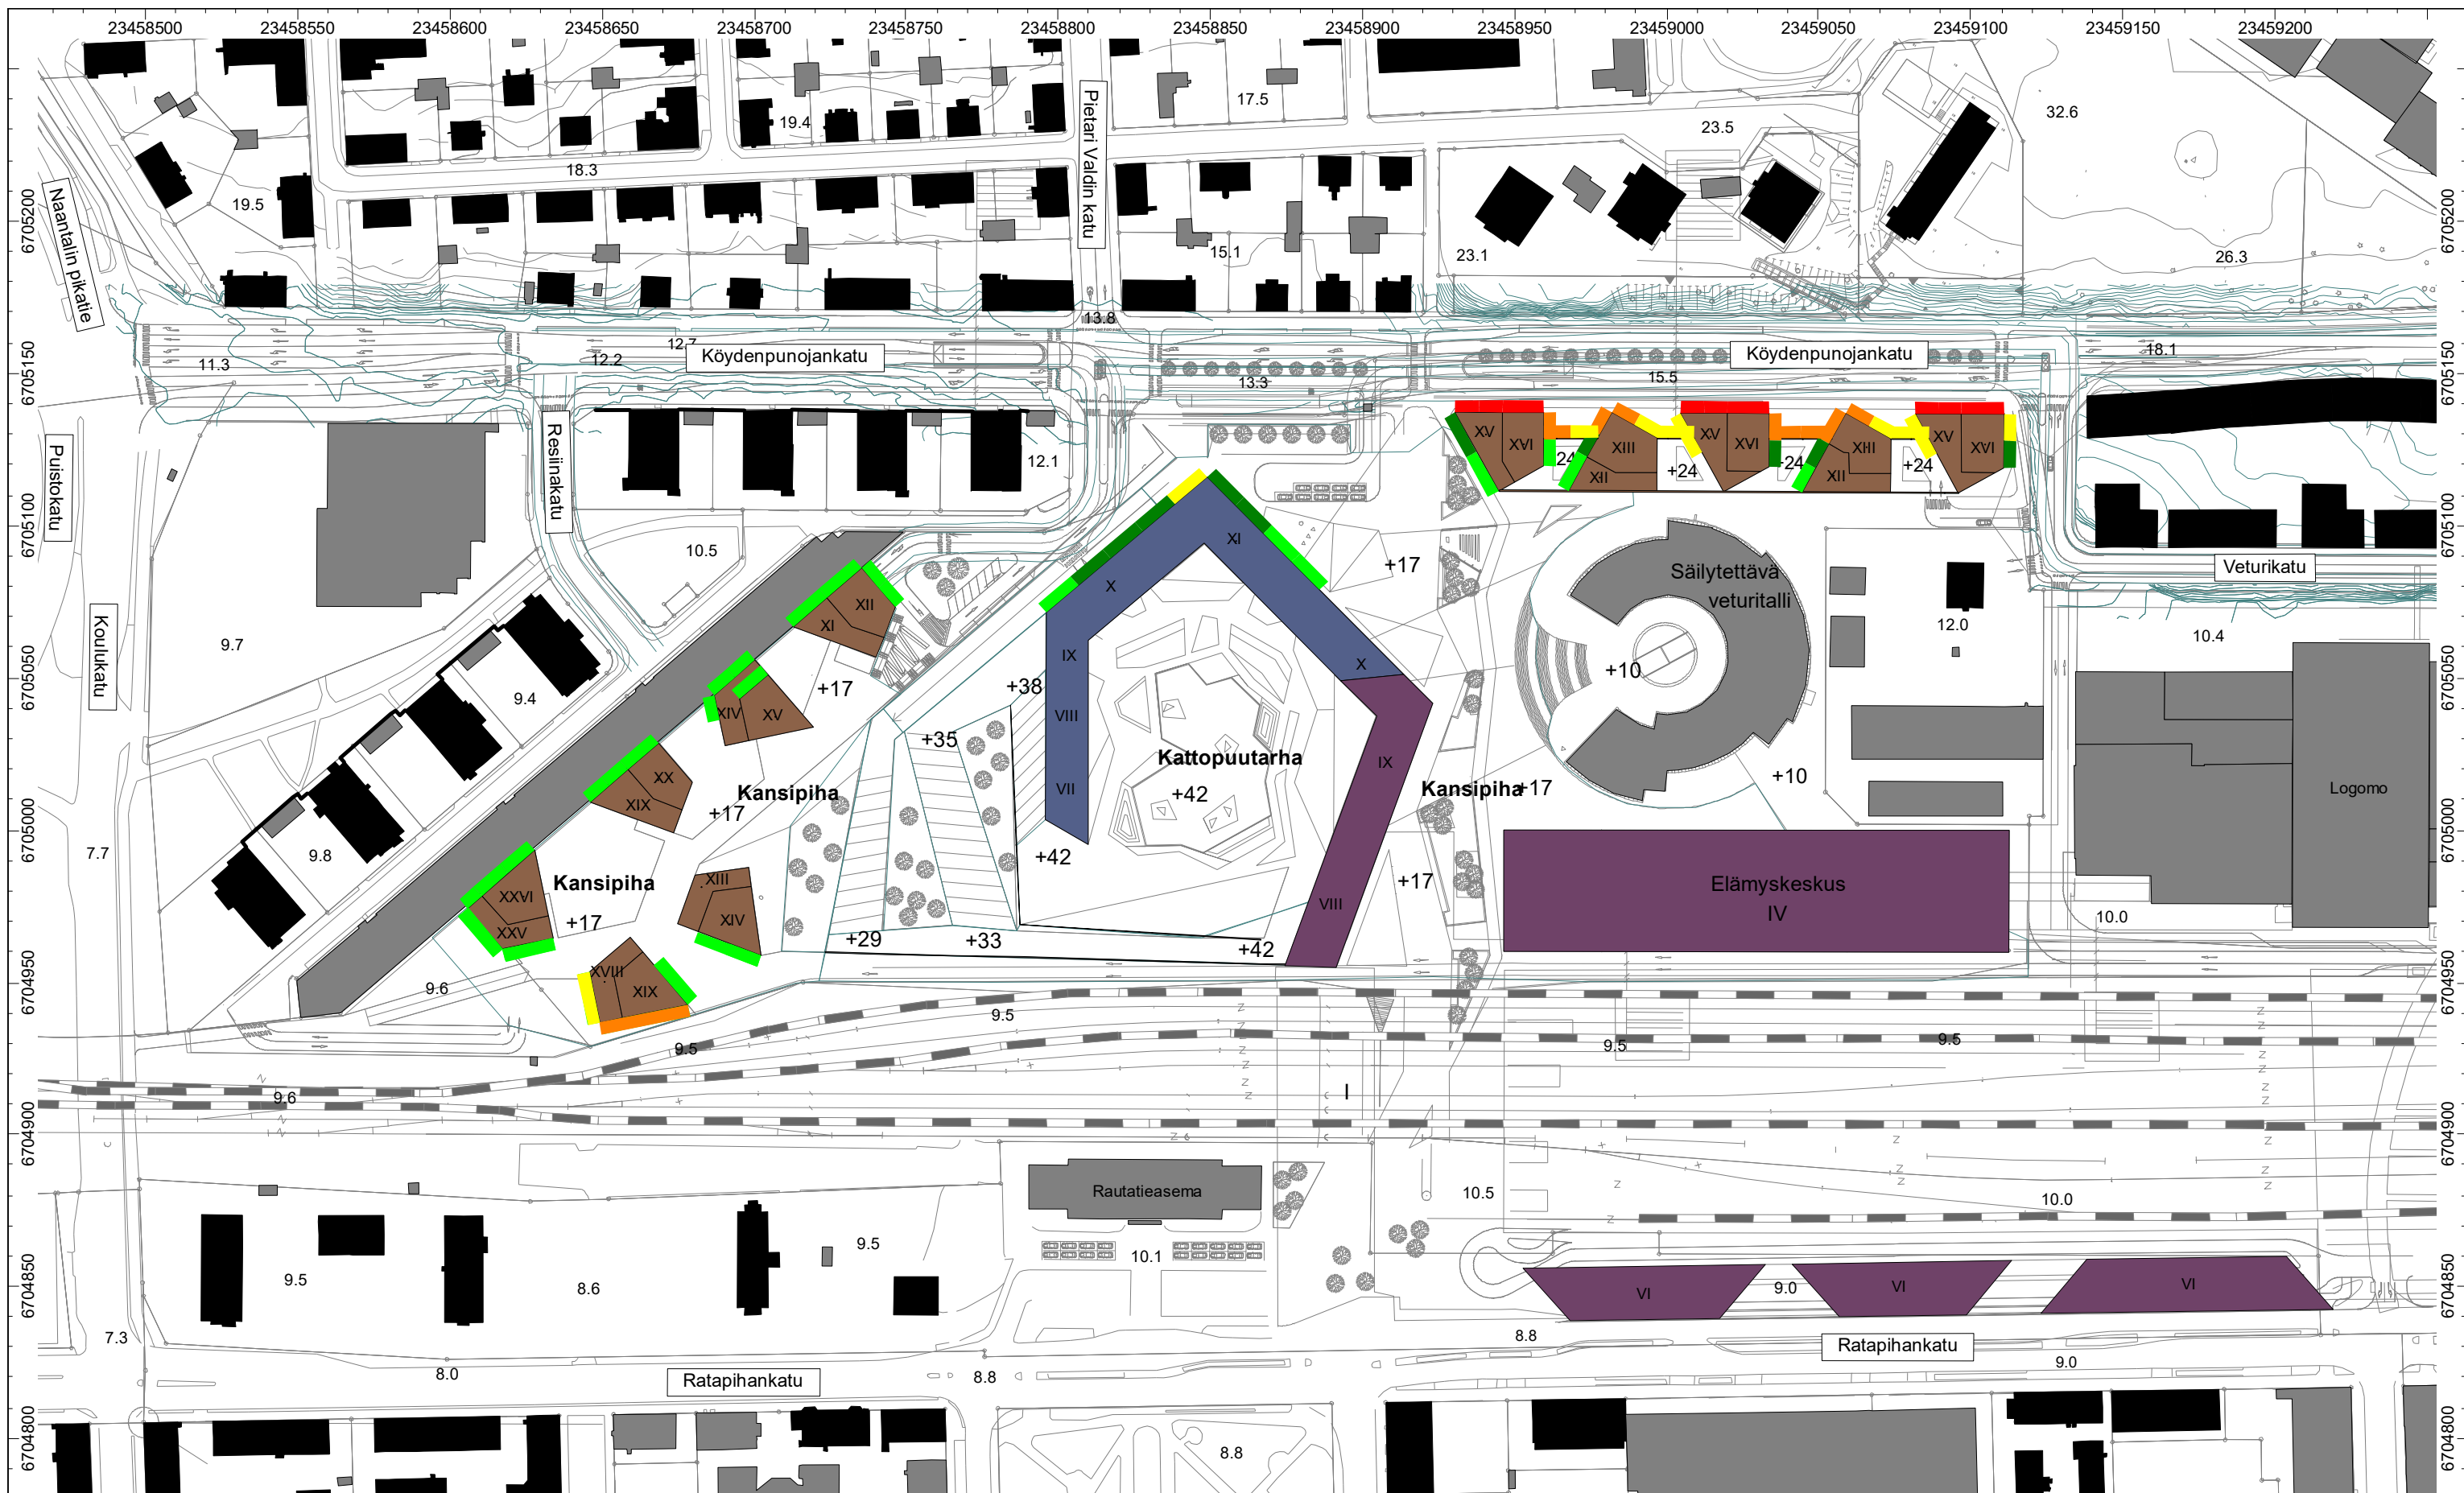 23458500 23458550 23458600 23458650 23458700 23458750 23458800 23458850 23458900 23458950 23459000 23459050 23459100 23459150 23459200
17.5
32.6
19.4
23.5
Pietari Valdin katu
18.3
19.5
6705200
6705200
Naantalin pikatie
15.1
23.1
26.3
13.8
12.7
12.2
Köydenpunojankatu
Köydenpunojankatu
18.1
11.3
13.3
15.5
6705150
6705150
XV XVI XIII XV XVI XIII XV XVI
24 +24 24 +24
XII XII
Puistokatu
Resiinakatu
12.1
6705100
6705100
10.5
XI
+17
Säilytettävä
veturitalli
Veturikatu
X
XII
XI
12.0
10.4
9.7
Koulukatu
6705050
6705050
IX
X
+10
9.4
+17
+38
XIV XV
VIII
+35
Kattopuutarha
IX
+10
XX
XIX
Kansipiha
+17
VII
+42
Kansipiha
+17
Logomo
6705000
6705000
7.7
9.8
+42
Kansipiha
XIII
+17
Elämyskeskus
IV
XXVI
XXV
+17
XIV
VIII
10.0
+29
+33
+42
6704950
6704950
XVIII
XIX
9.6
9.5
9.5
9.5
9.5
9.6
I
6704900
6704900
Rautatieasema
10.5
10.0
9.5
10.1
9.5
8.6
VI
9.0
VI
VI
6704850
6704850
7.3
8.8
Ratapihankatu
9.0
8.0
Ratapihankatu
8.8
6704800
6704800
8.8